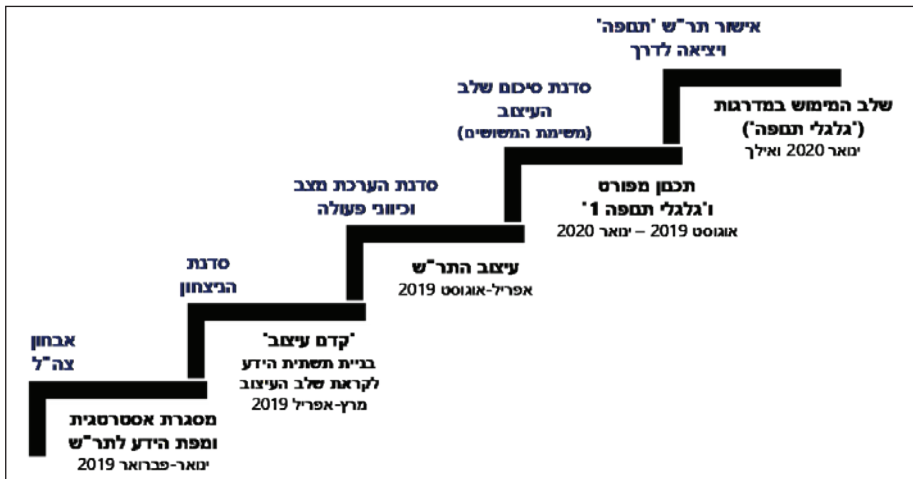 אבחון
צה"ל
מסגרת אסטרטגית
ומפת הידע לתר"ש
ינואר-פברואר 2019
סדנת
הניצחון
'קדם עיצוב'
בניית תשתית הידע
לקראת שלב העיצוב
מרץ-אפריל 2019
סדנת הערכת מצב
וכיווני פעולה
עיצוב התר"ש
אפריל-אוגוסט 2019
סדנת סיכום שלב
העיצוב
(משימת המשושים)
תכנון מפורט
ו'גלגלי תנופה 1'
אוגוסט 2019 – ינואר 2020
אישור תר"ש 'תנופה'
ויציאה לדרך
שלב המימוש במדרגות
('גלגלי תנופה')
ינואר 2020 ואילך